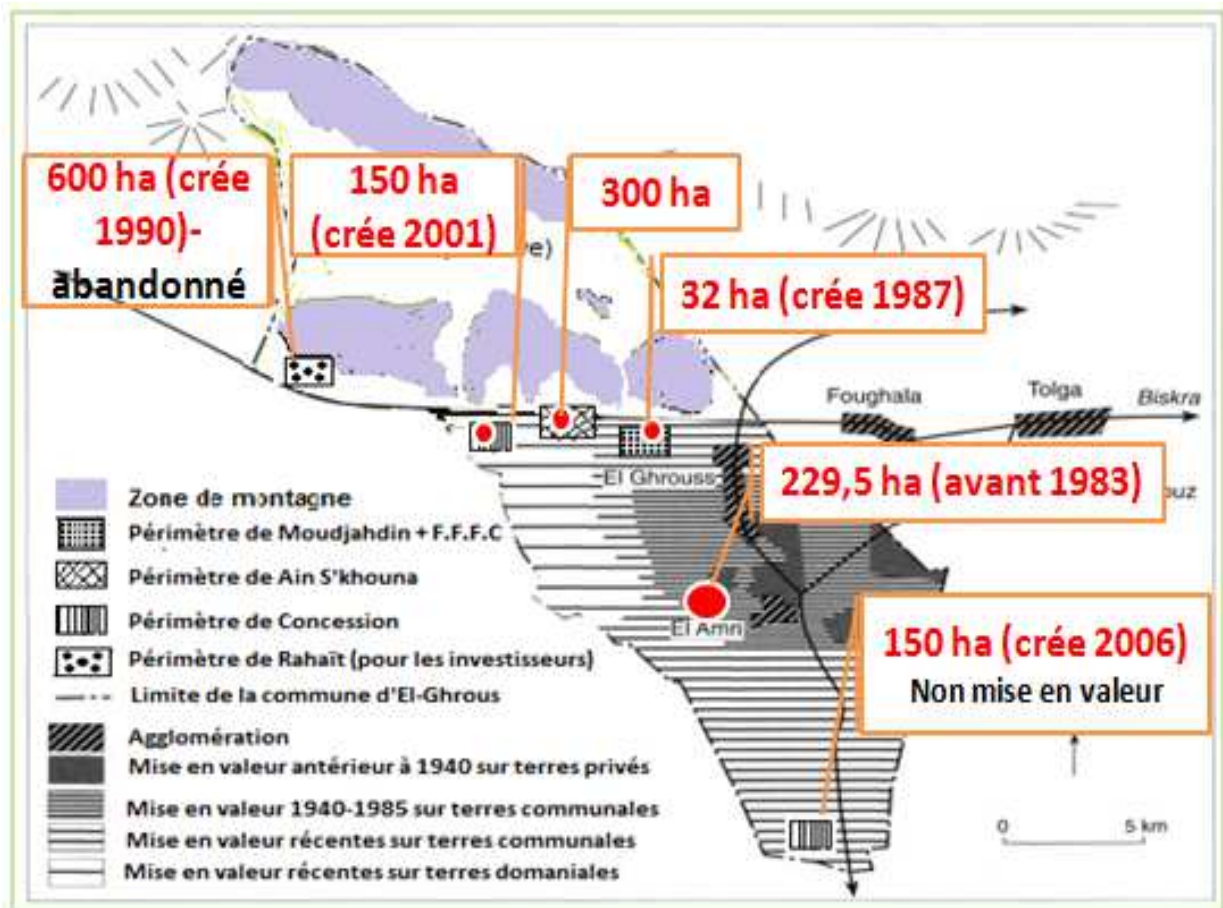 600 ha (crée
1990)-
abandonné
150 ha
(crée 2001)
300 ha
32 ha (crée 1987)
Foughala
Tolga
Biskra
El Ghrouss
229,5 ha (avant 1983)
El Amri
150 ha (crée 2006)
Non mise en valeur
Zone de montagne
Périmètre de Moudjahdin + F.F.F.C
Périmètre de Ain S'khouna
Périmètre de Concession
Périmètre de Rahaït (pour les investisseurs)
Limite de la commune d'El-Ghrous
Agglomération
Mise en valeur antérieur à 1940 sur terres privés
Mise en valeur 1940-1985 sur terres communales
Mise en valeur récentes sur terres communales
Mise en valeur récentes sur terres domaniales
0 5 km